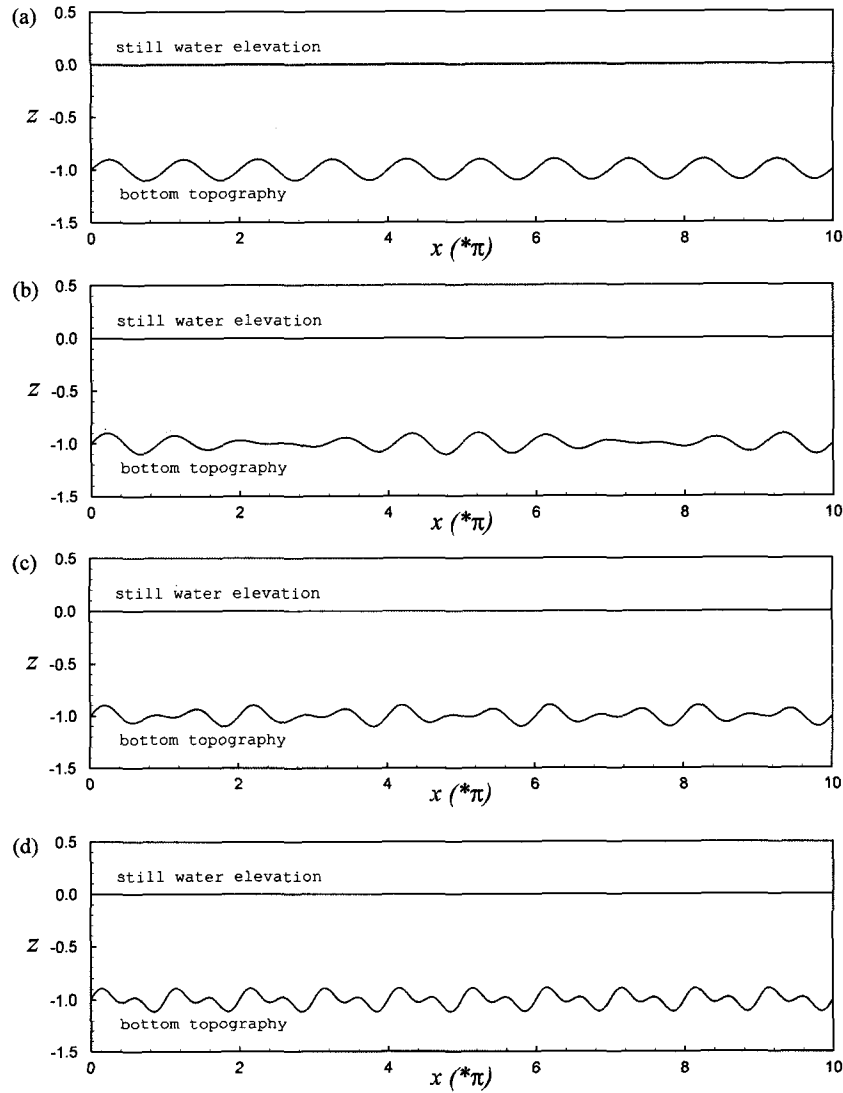 (a)
0.5
still water elevation
0.0
z
-0.5
-1.0
bottom topography
-1.5
0 2 4 6 8 10
x (*π)
(b)
0.5
still water elevation
0.0
z
-0.5
-1.0
bottom topography
-1.5
0 2 4 6 8 10
x (*π)
(c)
0.5
still water elevation
0.0
z
-0.5
-1.0
bottom topography
-1.5
0 2 4 6 8 10
x (*π)
(d)
0.5
still water elevation
0.0
z
-0.5
-1.0
bottom topography
-1.5
0 2 4 6 8 10
x (*π)